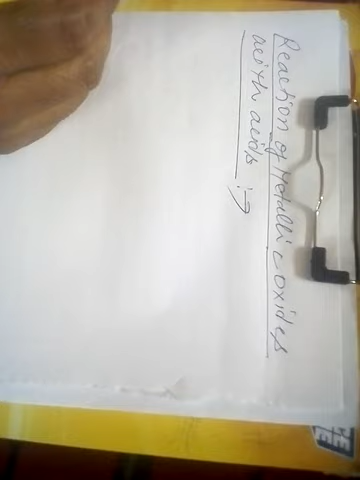 Reaction of Metallic oxides
with acids :→